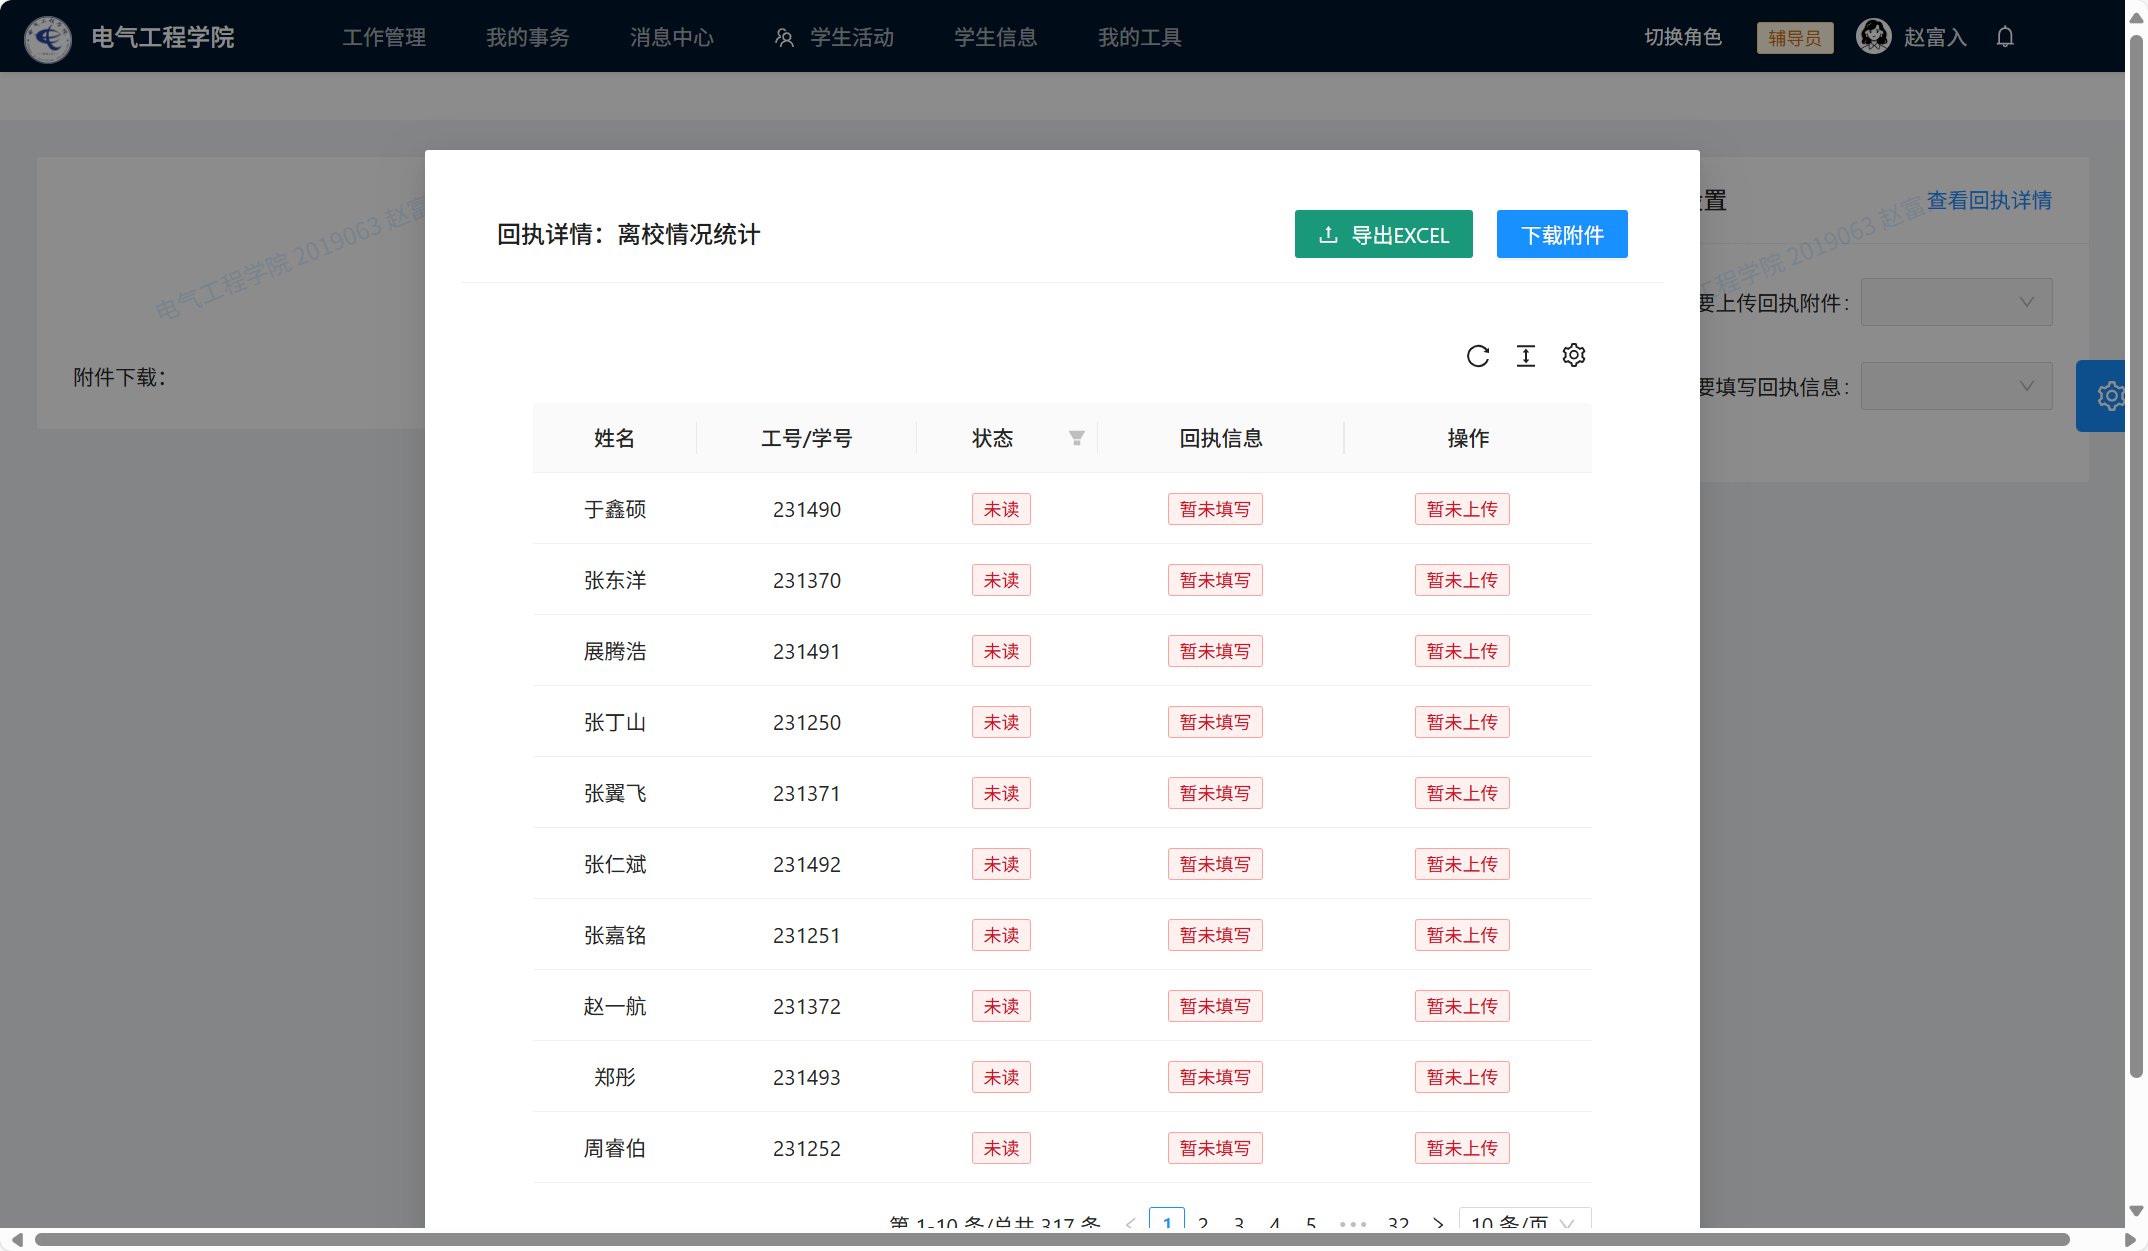 电气工程学院 工作管理 我的事务 消息中心 学生活动 学生信息 我的工具 切换角色 辅导员 赵富入
回执详情：离校情况统计 导出EXCEL 下载附件
置 查看回执详情
电气工程学院 2019063 赵富
工程学院 2019063 赵富
要上传回执附件：
附件下载：
要填写回执信息：
姓名 工号/学号 状态 回执信息 操作
于鑫硕 231490 未读 暂未填写 暂未上传
张东洋 231370 未读 暂未填写 暂未上传
展腾浩 231491 未读 暂未填写 暂未上传
张丁山 231250 未读 暂未填写 暂未上传
张翼飞 231371 未读 暂未填写 暂未上传
张仁斌 231492 未读 暂未填写 暂未上传
张嘉铭 231251 未读 暂未填写 暂未上传
赵一航 231372 未读 暂未填写 暂未上传
郑彤 231493 未读 暂未填写 暂未上传
周睿伯 231252 未读 暂未填写 暂未上传
第 1-10 条/总共 317 条 1 2 3 4 5 ••• 32 10 条/页